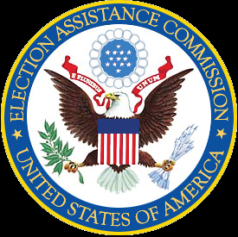 ★ ELECTION ASSISTANCE COMMISSION ★
E PLURIBUS UNUM
UNITED STATES OF AMERICA